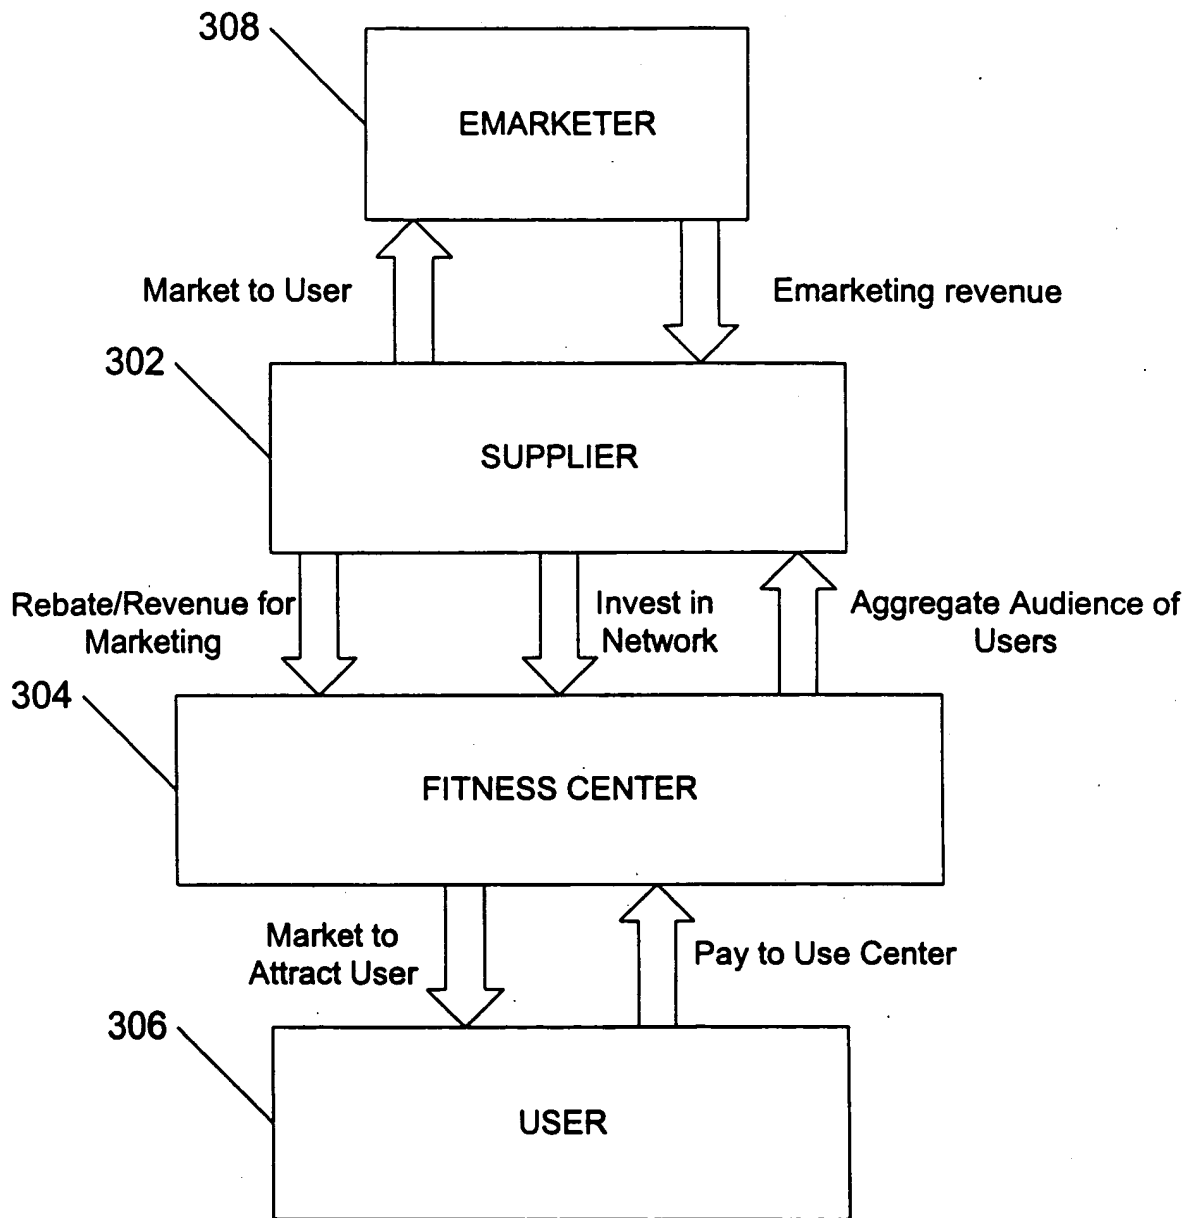 308
EMARKETER
Market to User
Emarketing revenue
302
SUPPLIER
Rebate/Revenue for
Marketing
Invest in
Network
Aggregate Audience of
Users
304
FITNESS CENTER
Market to
Attract User
Pay to Use Center
306
USER